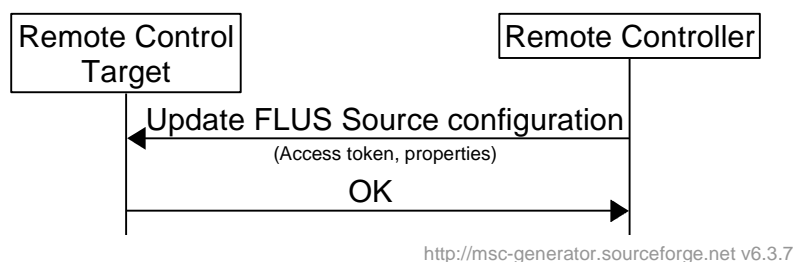 Remote Control
Target
Remote Controller
Update FLUS Source configuration
(Access token, properties)
OK
http://msc-generator.sourceforge.net v6.3.7